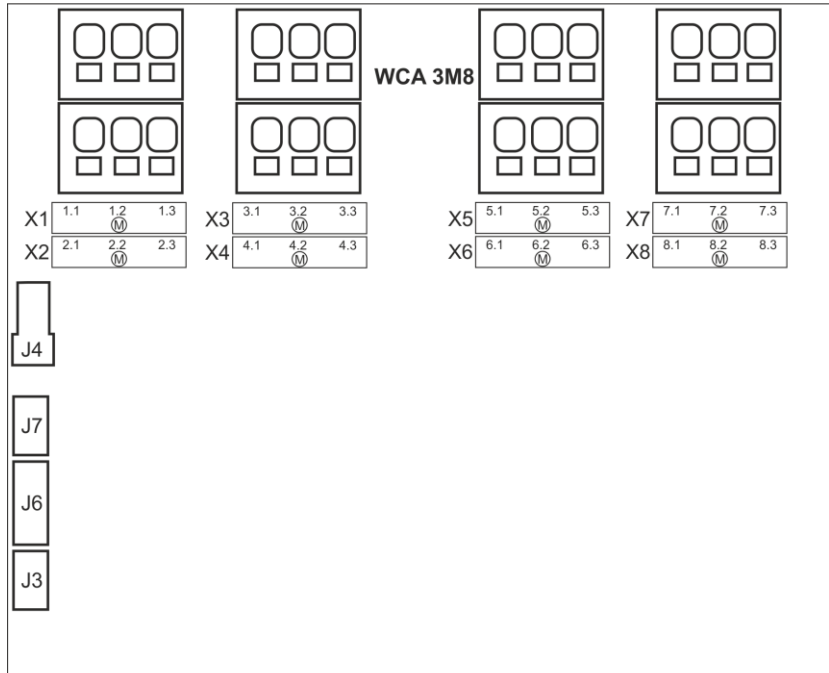 WCA 3M8
X1 1.1 1.2 1.3 X3 3.1 3.2 3.3 X5 5.1 5.2 5.3 X7 7.1 7.2 7.3
M M M M
X2 2.1 2.2 2.3 X4 4.1 4.2 4.3 X6 6.1 6.2 6.3 X8 8.1 8.2 8.3
M M M M
J4
J7
J6
J3